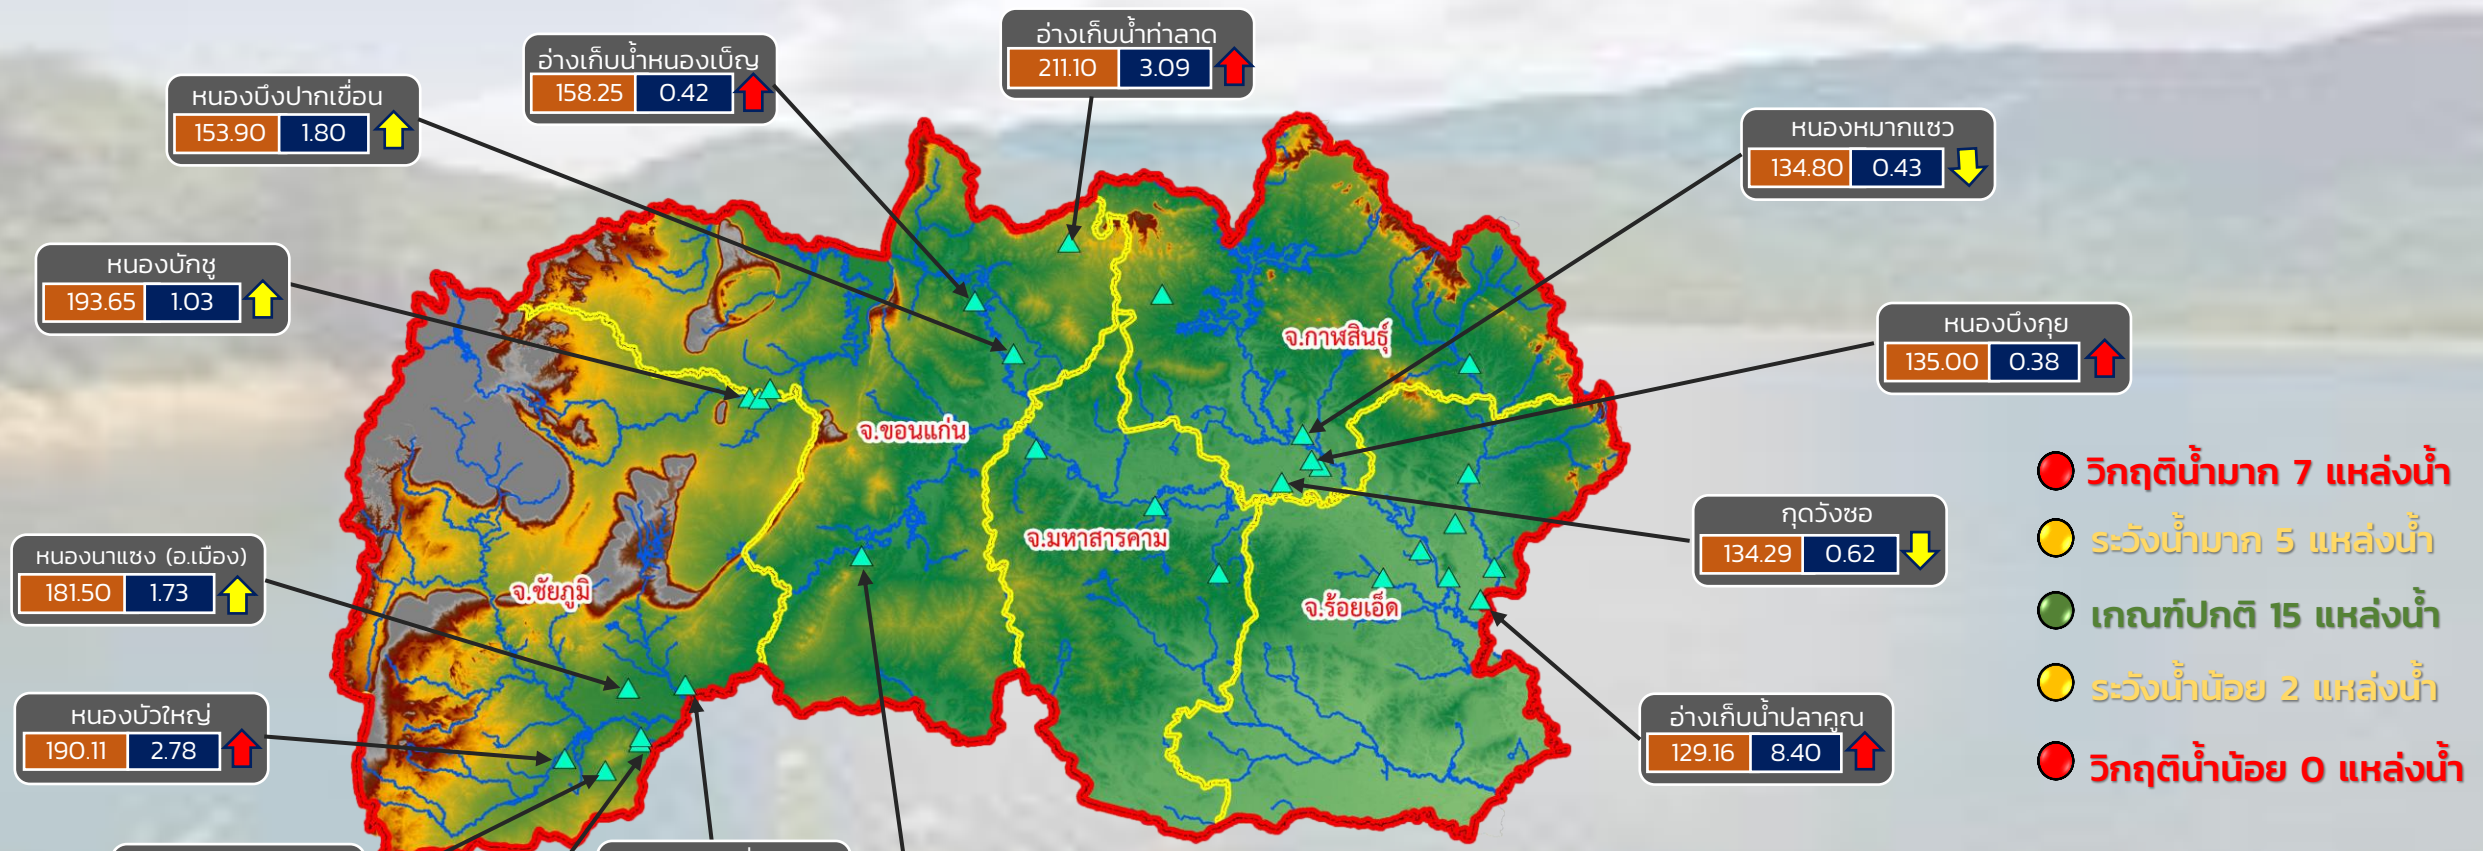 อ่างเก็บน้ำท่าลาด
211.10 3.09
อ่างเก็บน้ำหนองเบ็ญ
158.25 0.42
หนองบึงปากเขื่อน
153.90 1.80
หนองหมากแซว
134.80 0.43
หนองบักซู
193.65 1.03
หนองบึงกุย
135.00 0.38
จ.กาฬสินธุ์
จ.ขอนแก่น
วิกฤติน้ำมาก 7 แหล่งน้ำ
กุดวังซอ
134.29 0.62
ระวังน้ำมาก 5 แหล่งน้ำ
จ.มหาสารคาม
หนองนาแซง (อ.เมือง)
181.50 1.73
จ.ชัยภูมิ
จ.ร้อยเอ็ด
เกณฑ์ปกติ 15 แหล่งน้ำ
ระวังน้ำน้อย 2 แหล่งน้ำ
หนองบัวใหญ่
190.11 2.78
อ่างเก็บน้ำปลาคูณ
129.16 8.40
วิกฤติน้ำน้อย 0 แหล่งน้ำ